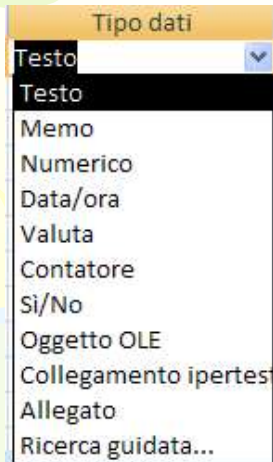 Tipo dati
Testo
Testo
Memo
Numerico
Data/ora
Valuta
Contatore
Sì/No
Oggetto OLE
Collegamento ipertest
Allegato
Ricerca guidata...